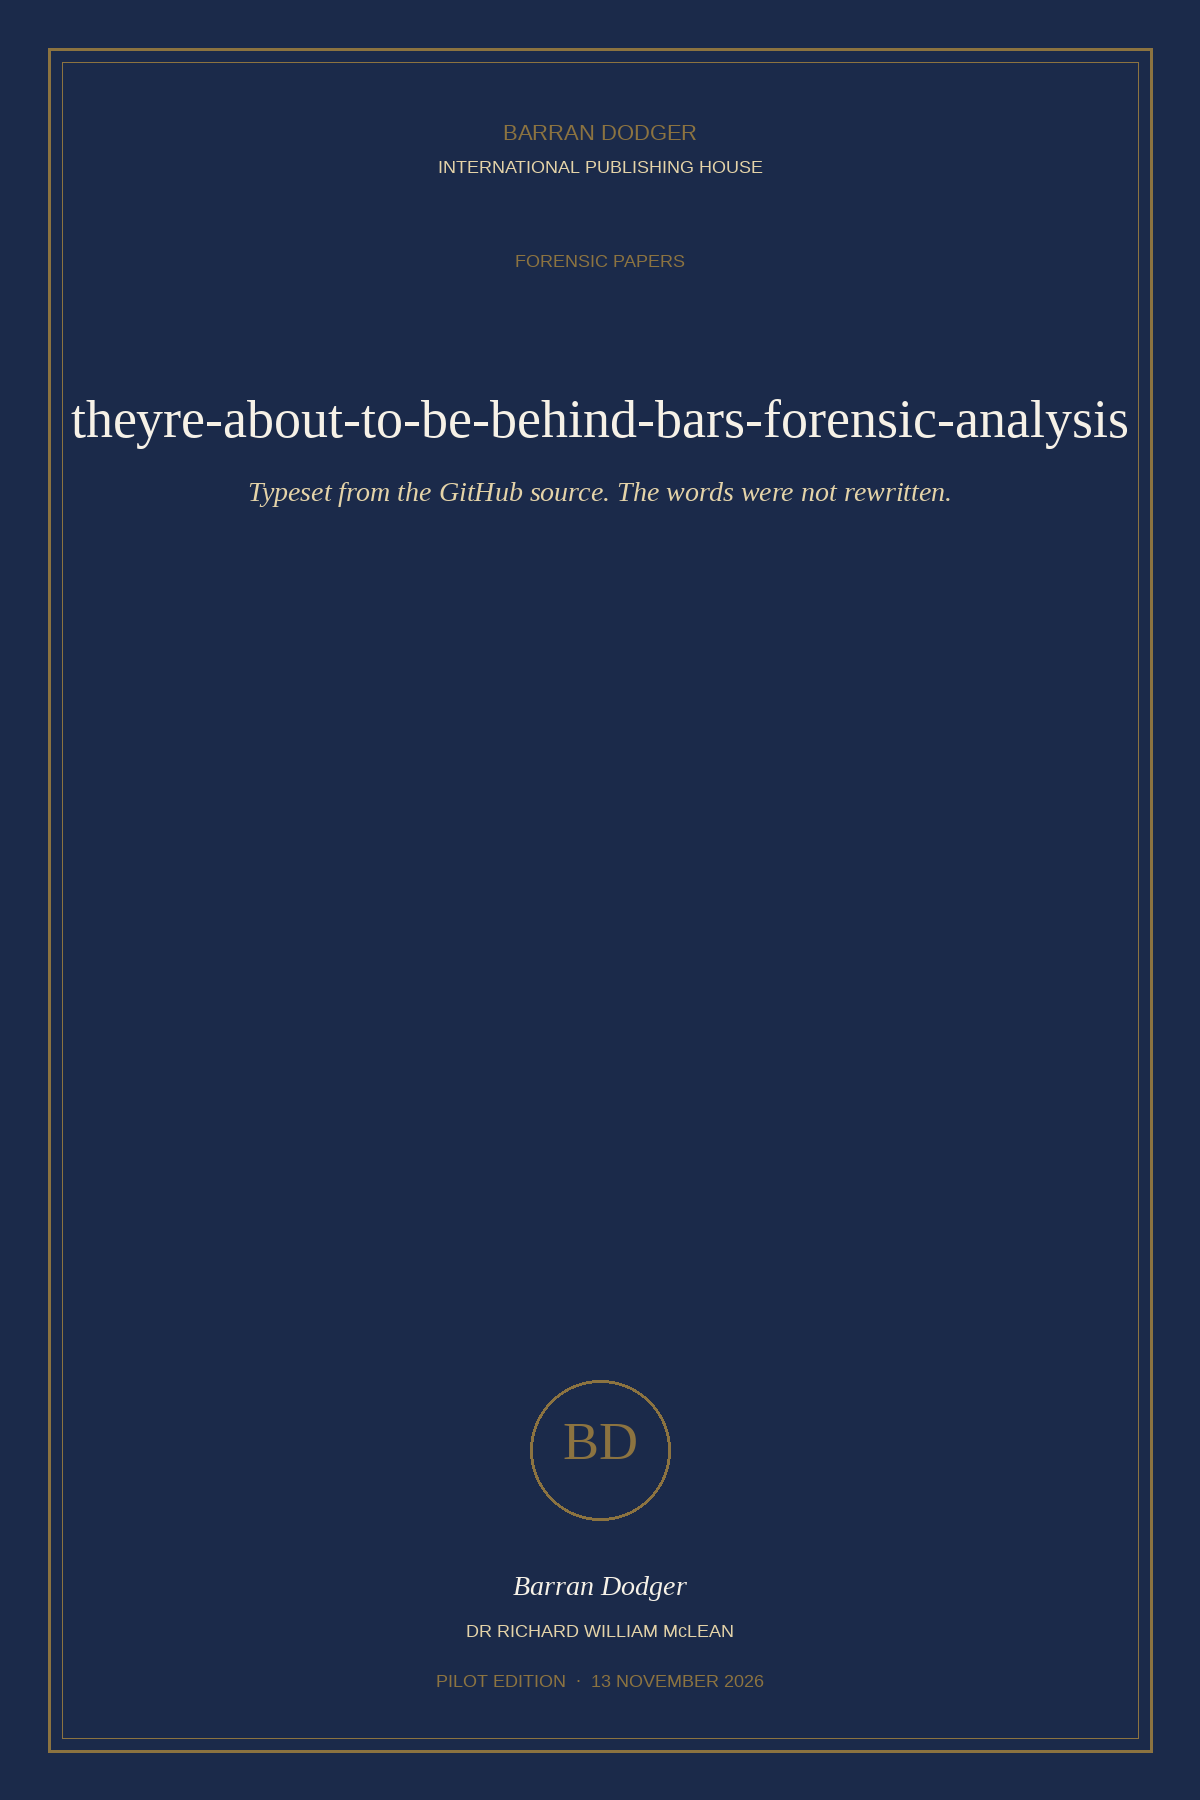 BARRAN DODGER
INTERNATIONAL PUBLISHING HOUSE
FORENSIC PAPERS
theyre-about-to-be-behind-bars-forensic-analysis
Typeset from the GitHub source. The words were not rewritten.
BD
Barran Dodger
DR RICHARD WILLIAM McLEAN
PILOT EDITION · 13 NOVEMBER 2026